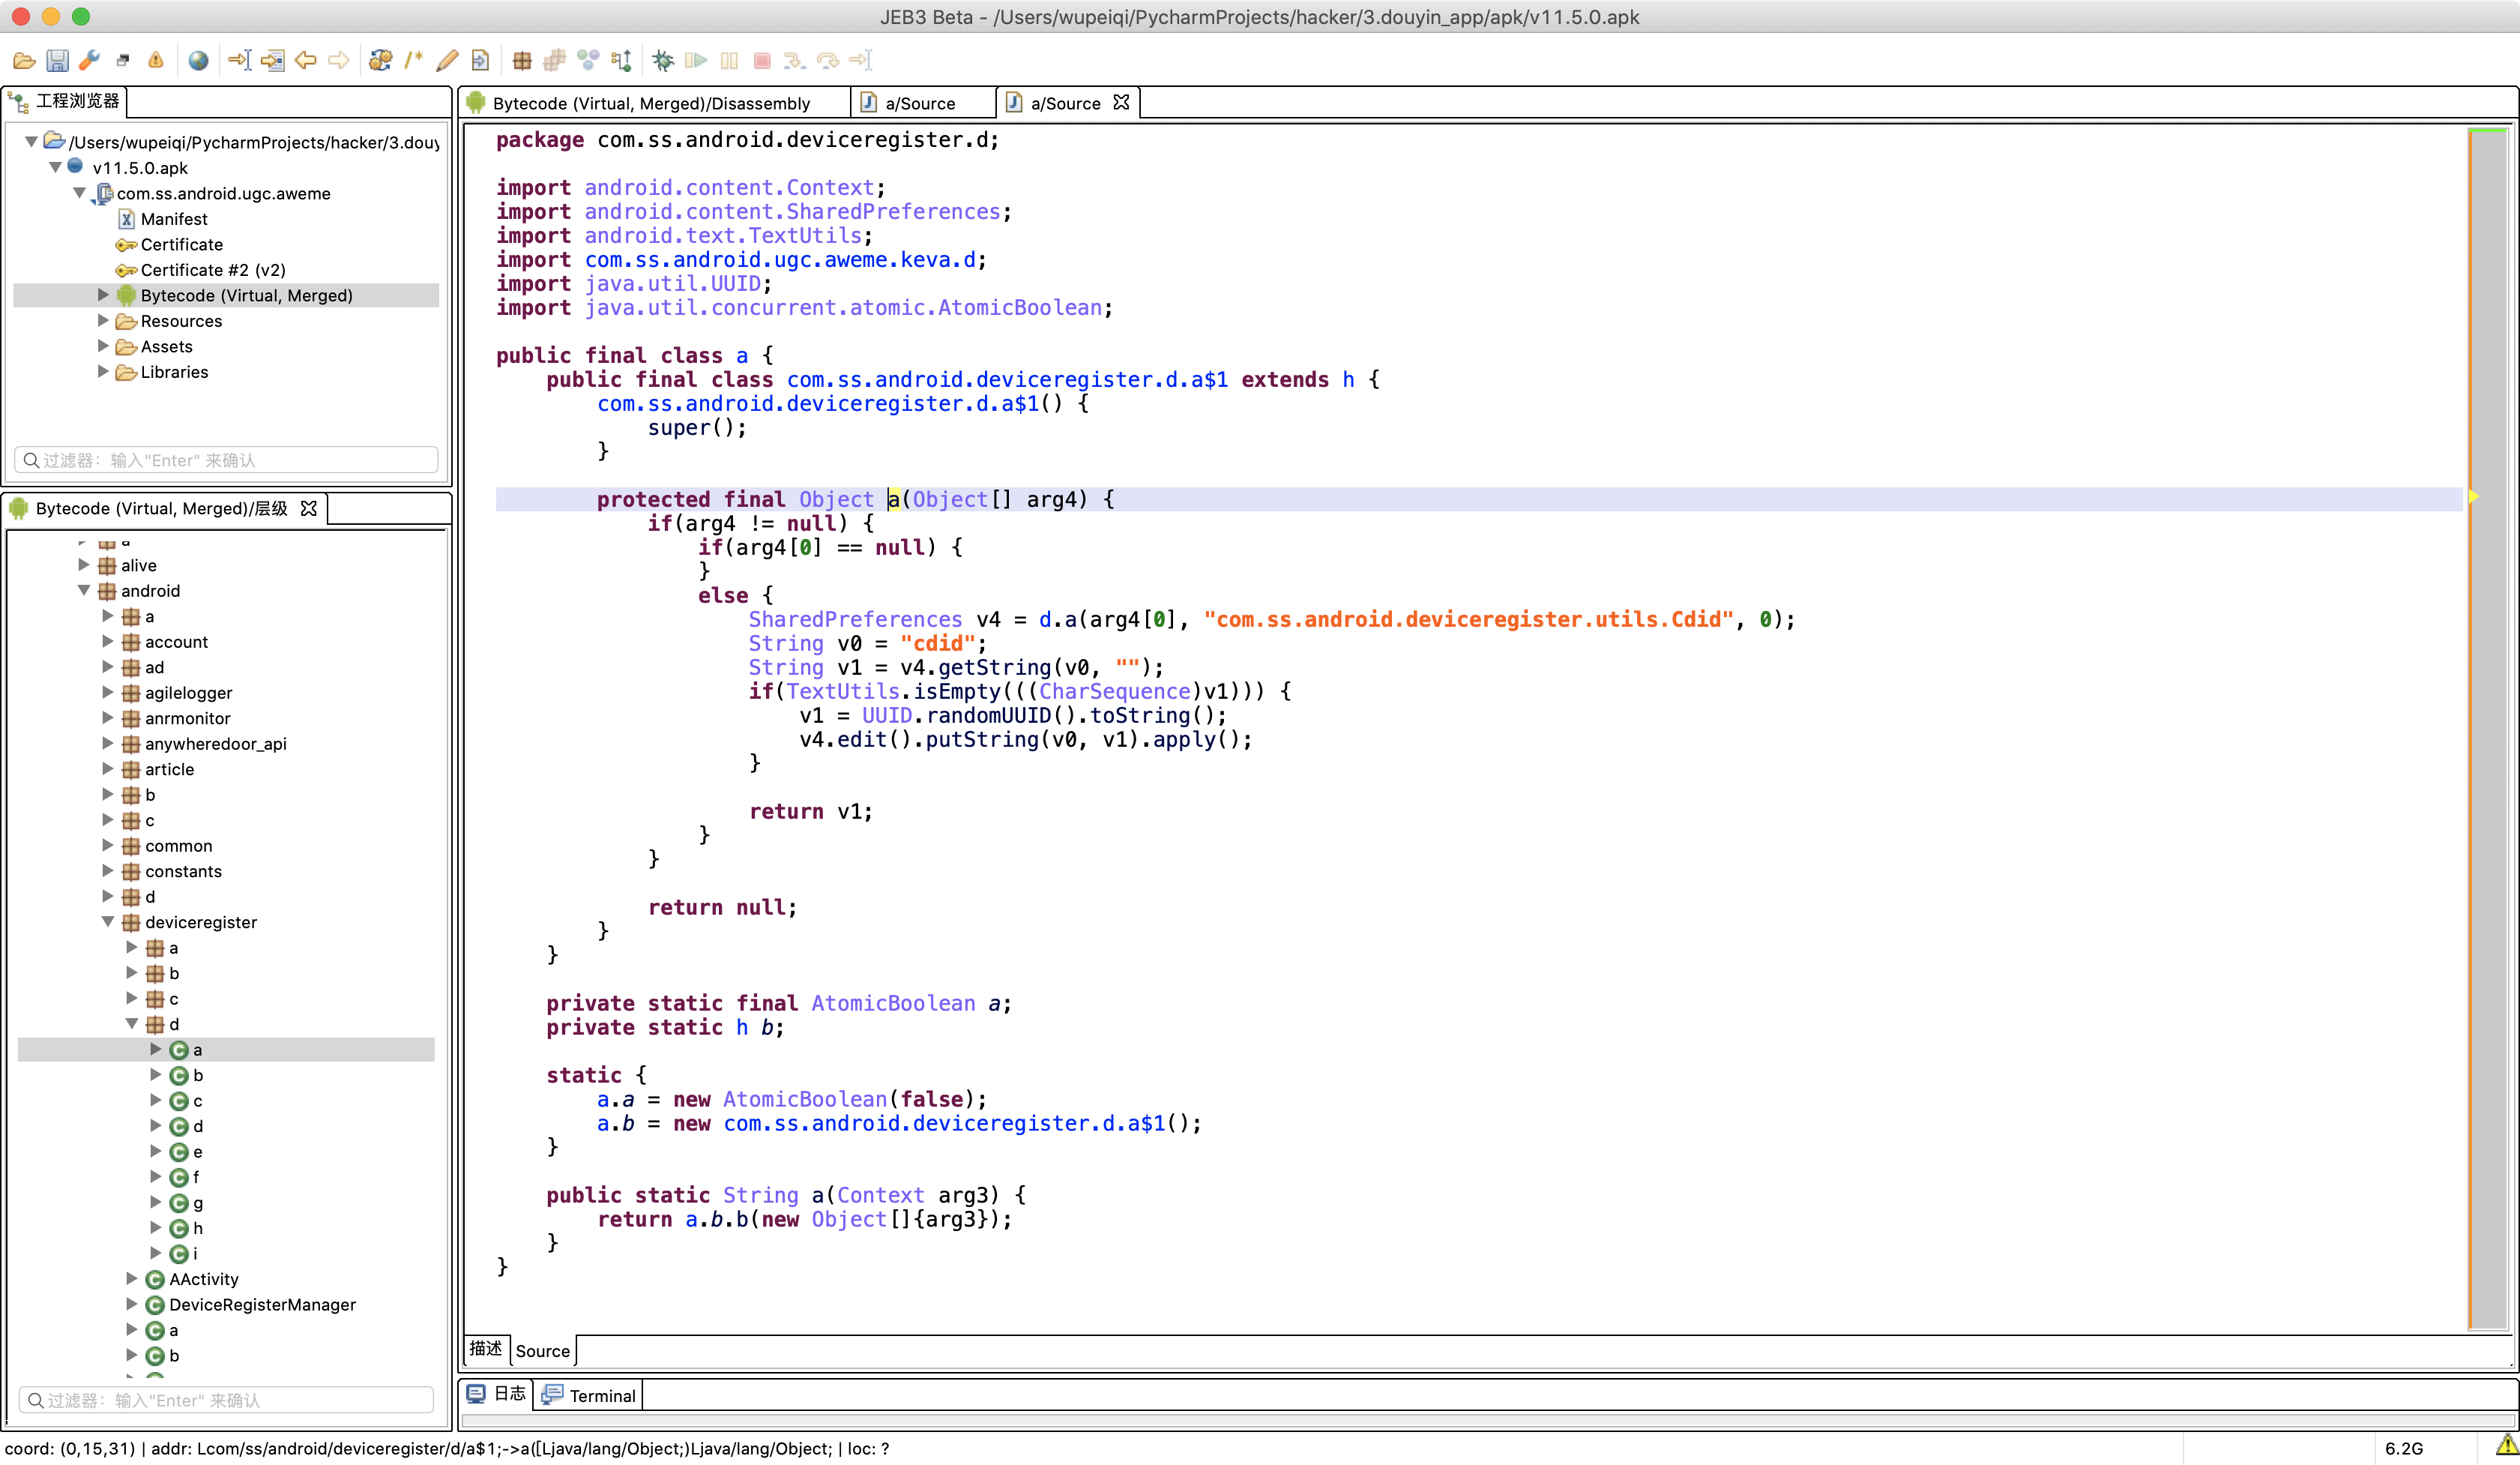 JEB3 Beta - /Users/wupeiqi/PycharmProjects/hacker/3.douyin_app/apk/v11.5.0.apk
工程浏览器
/Users/wupeiqi/PycharmProjects/hacker/3.douy
v11.5.0.apk
com.ss.android.ugc.aweme
Manifest
Certificate
Certificate #2 (v2)
Bytecode (Virtual, Merged)
Resources
Assets
Libraries
过滤器: 输入"Enter" 来确认
Bytecode (Virtual, Merged)/层级
a
alive
android
a
account
ad
agilelogger
anrmonitor
anywheredoor_api
article
b
c
common
constants
d
deviceregister
a
b
c
d
a
b
c
d
e
f
g
h
i
AActivity
DeviceRegisterManager
a
b
过滤器: 输入"Enter" 来确认
Bytecode (Virtual, Merged)/Disassembly
a/Source
a/Source
package com.ss.android.deviceregister.d;
import android.content.Context;
import android.content.SharedPreferences;
import android.text.TextUtils;
import com.ss.android.ugc.aweme.keva.d;
import java.util.UUID;
import java.util.concurrent.atomic.AtomicBoolean;
public final class a {
public final class com.ss.android.deviceregister.d.a$1 extends h {
com.ss.android.deviceregister.d.a$1() {
super();
}
protected final Object a(Object[] arg4) {
if(arg4 != null) {
if(arg4[0] == null) {
}
else {
SharedPreferences v4 = d.a(arg4[0], "com.ss.android.deviceregister.utils.Cdid", 0);
String v0 = "cdid";
String v1 = v4.getString(v0, "");
if(TextUtils.isEmpty(((CharSequence)v1))) {
v1 = UUID.randomUUID().toString();
v4.edit().putString(v0, v1).apply();
}
return v1;
}
}
return null;
}
}
private static final AtomicBoolean a;
private static h b;
static {
a.a = new AtomicBoolean(false);
a.b = new com.ss.android.deviceregister.d.a$1();
}
public static String a(Context arg3) {
return a.b.b(new Object[]{arg3});
}
}
描述
Source
日志
Terminal
coord: (0,15,31) | addr: Lcom/ss/android/deviceregister/d/a$1;->a([Ljava/lang/Object;)Ljava/lang/Object; | loc: ?
6.2G